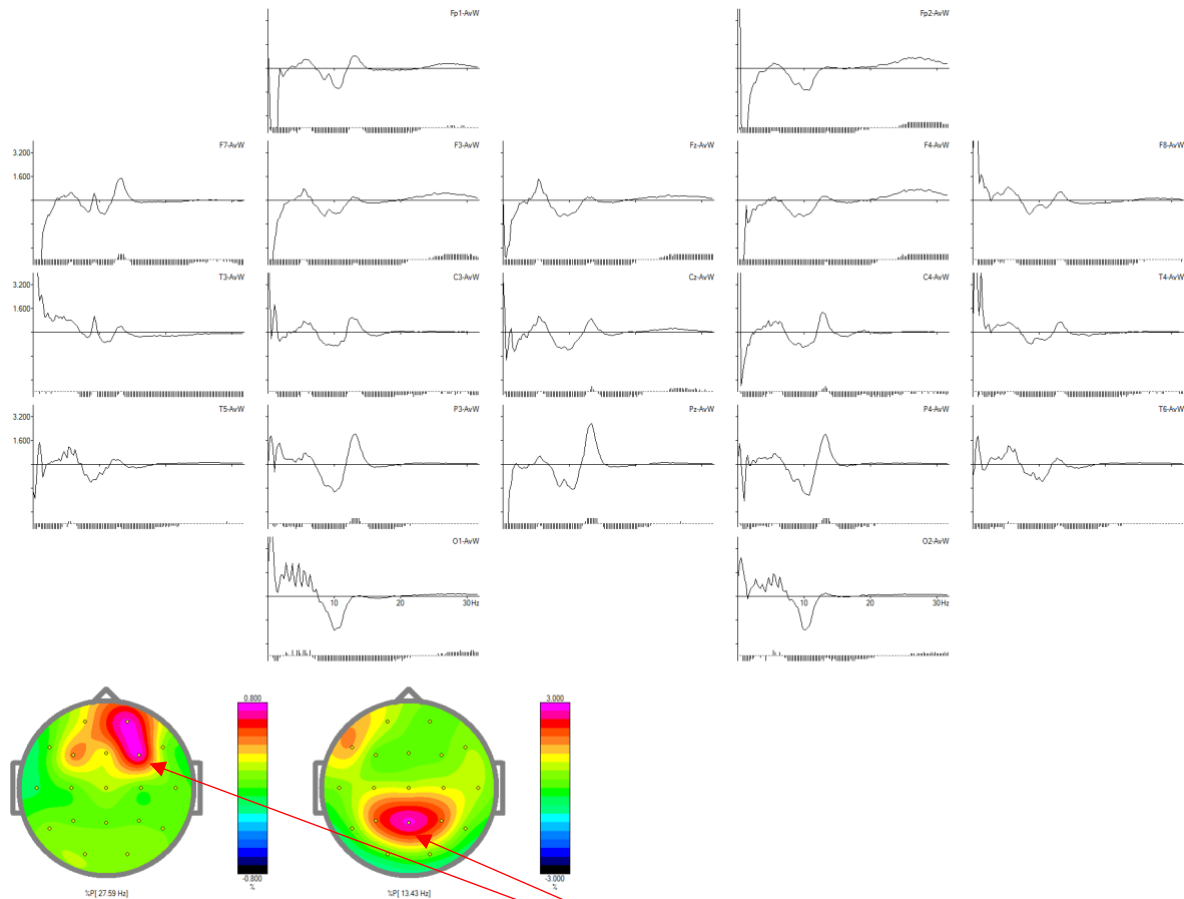 Fp1-AvW Fp2-AvW
F7-AvW F3-AvW Fz-AvW F4-AvW F8-AvW
3.200
1.600
T3-AvW C3-AvW Cz-AvW C4-AvW T4-AvW
3.200
1.600
T5-AvW P3-AvW Pz-AvW P4-AvW T6-AvW
3.200
1.600
O1-AvW O2-AvW
10 20 30Hz 10 20 30Hz
0.800 3.000
-0.800 -3.000
% %
%P[ 27.59 Hz] %P[ 13.43 Hz]